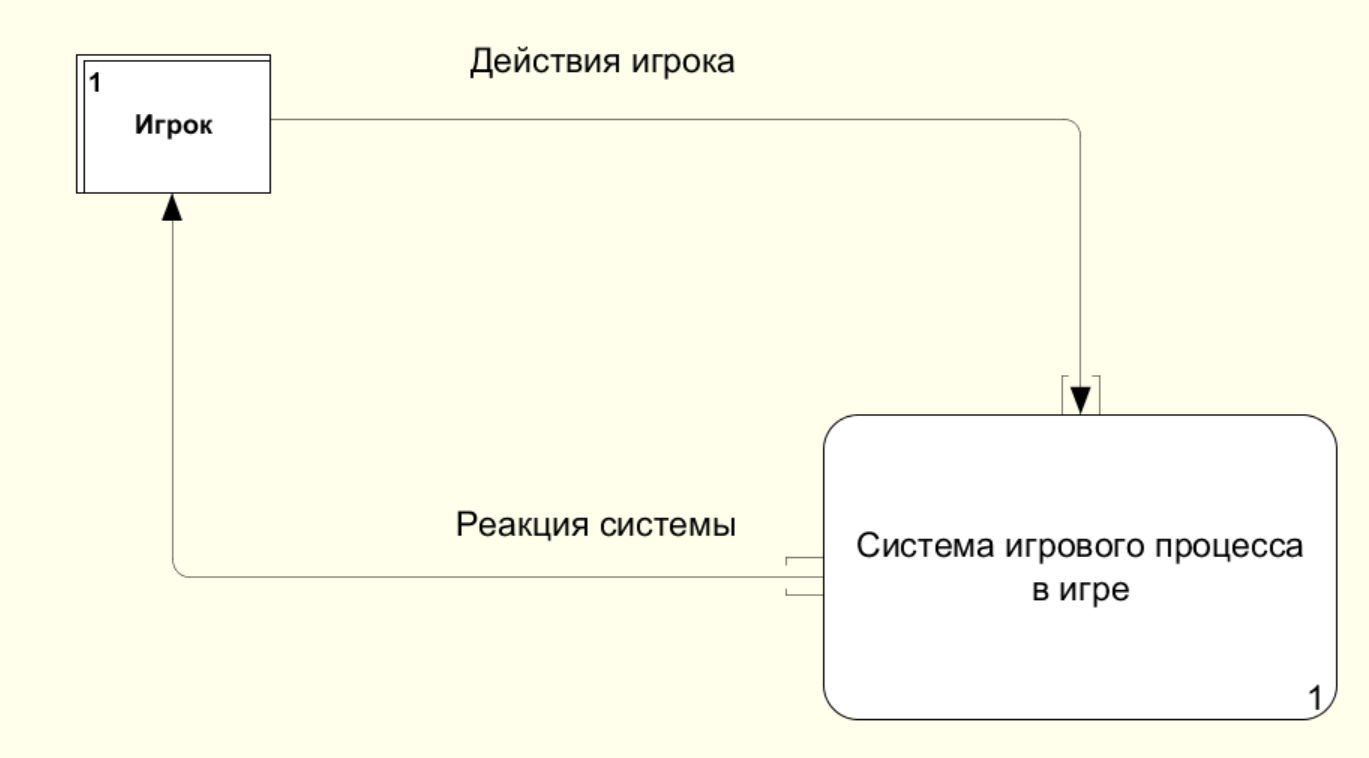 Действия игрока
1
Игрок
Реакция системы
Система игрового процесса
в игре
1